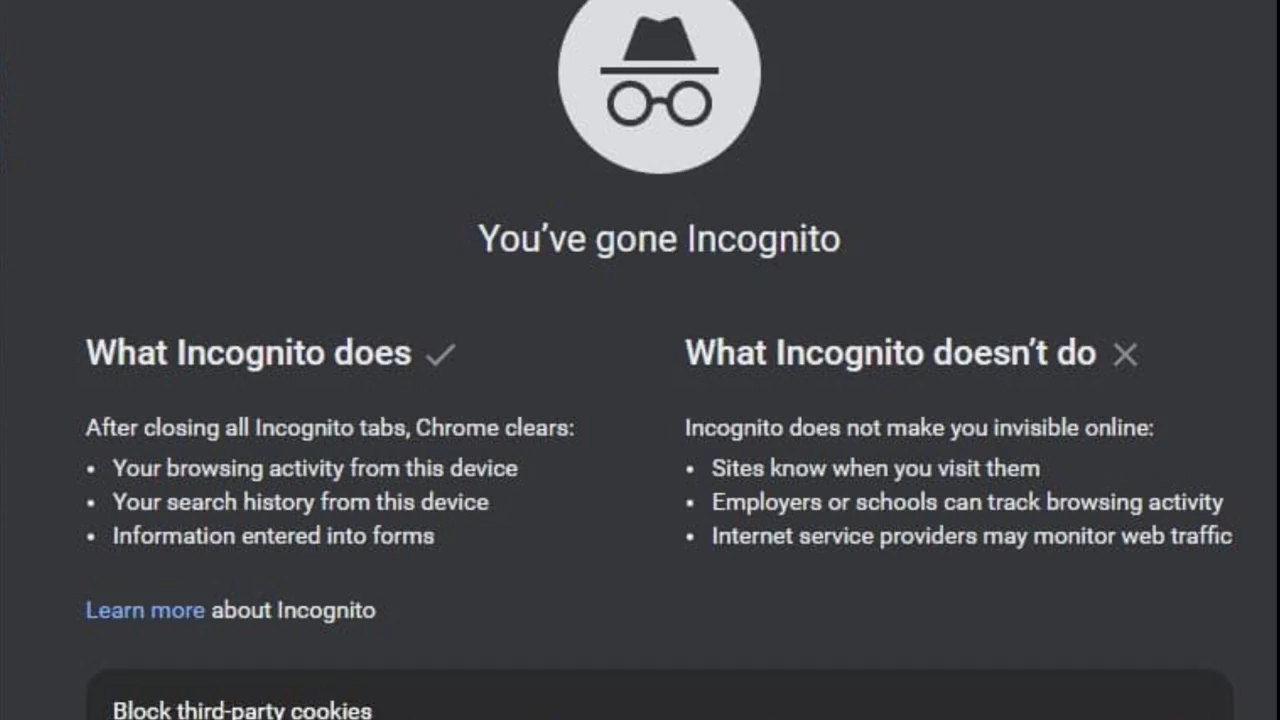 You've gone Incognito
What Incognito does
After closing all Incognito tabs, Chrome clears:
• Your browsing activity from this device
• Your search history from this device
• Information entered into forms
Learn more about Incognito
What Incognito doesn't do
Incognito does not make you invisible online:
• Sites know when you visit them
• Employers or schools can track browsing activity
• Internet service providers may monitor web traffic
Block third-party cookies